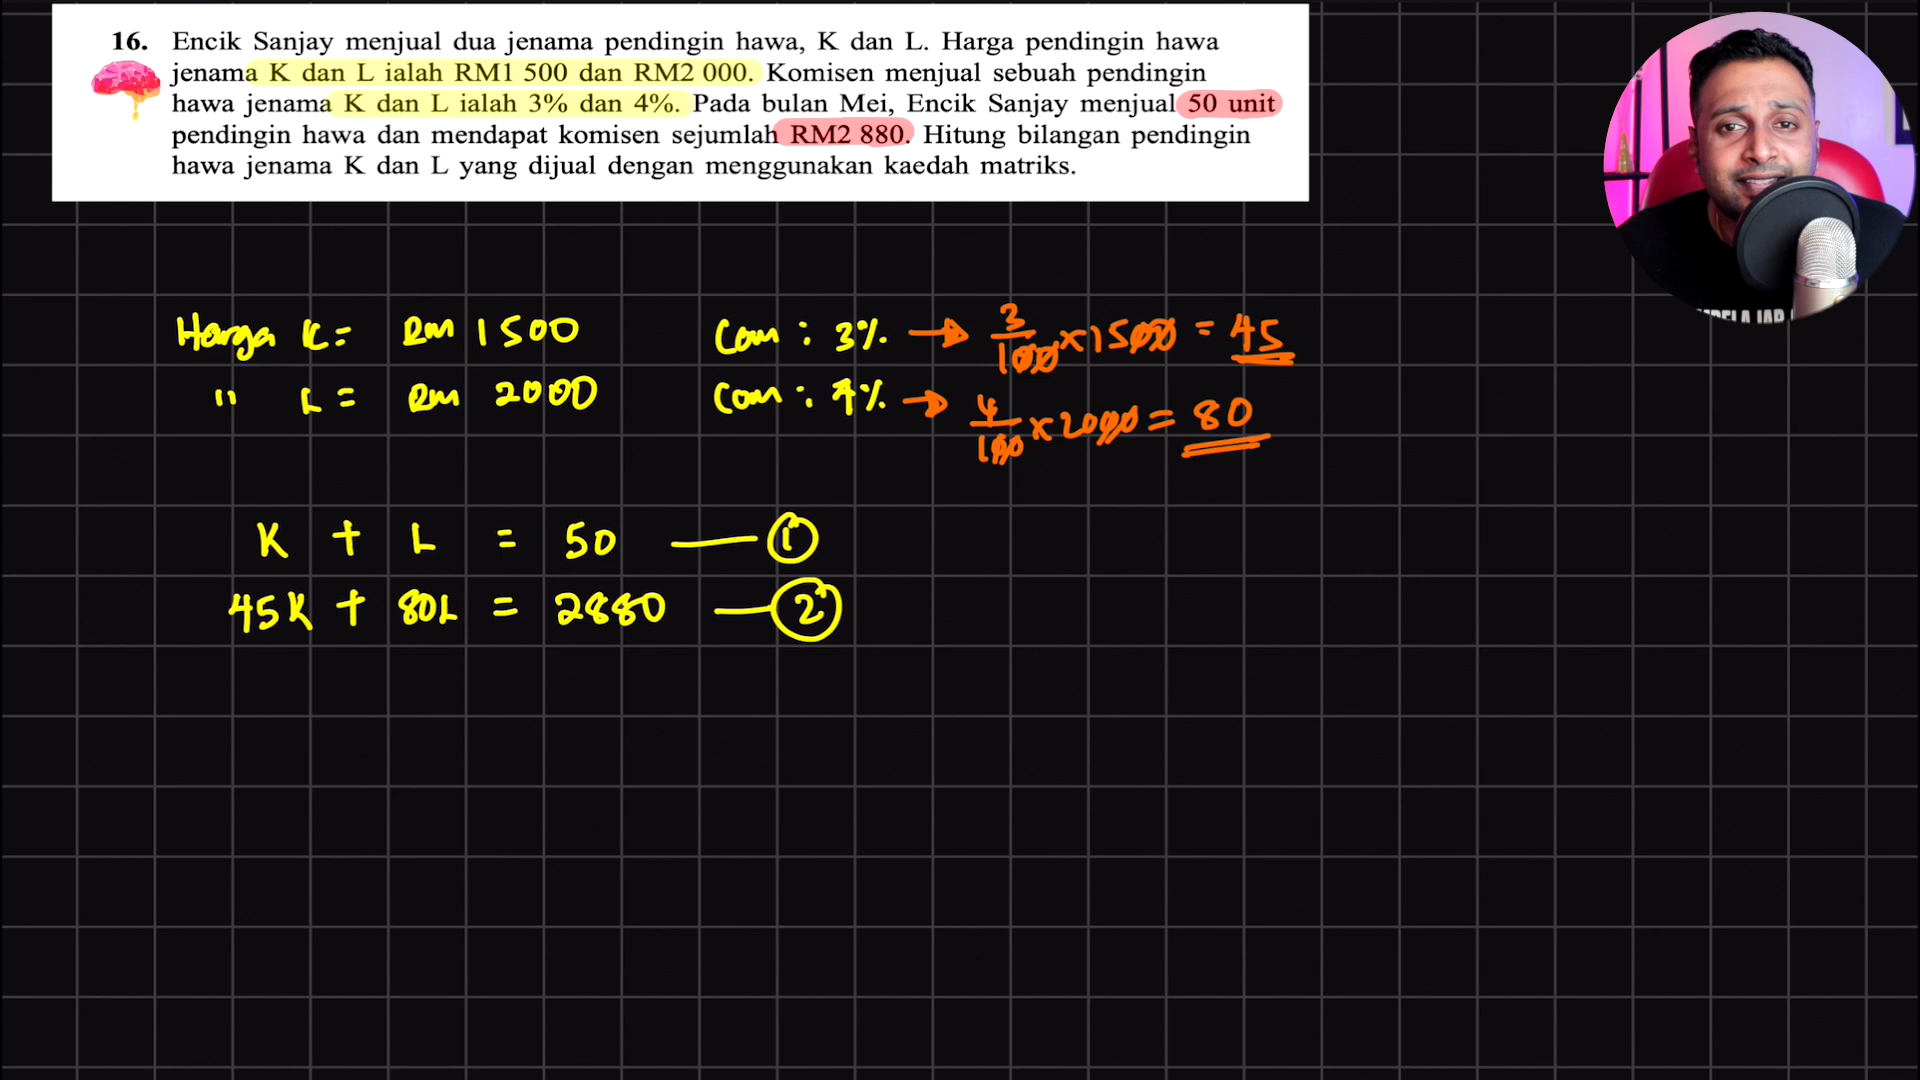 16. Encik Sanjay menjual dua jenama pendingin hawa, K dan L. Harga pendingin hawa
jenama K dan L ialah RM1 500 dan RM2 000. Komisen menjual sebuah pendingin
hawa jenama K dan L ialah 3% dan 4%. Pada bulan Mei, Encik Sanjay menjual 50 unit
pendingin hawa dan mendapat komisen sejumlah RM2 880. Hitung bilangan pendingin
hawa jenama K dan L yang dijual dengan menggunakan kaedah matriks.
Harga K = RM 1500 Com : 3% → 3/100 × 1500 = 45
" L = RM 2000 Com : 4% → 4/100 × 2000 = 80
K + L = 50 — 1
45K + 80L = 2880 — 2